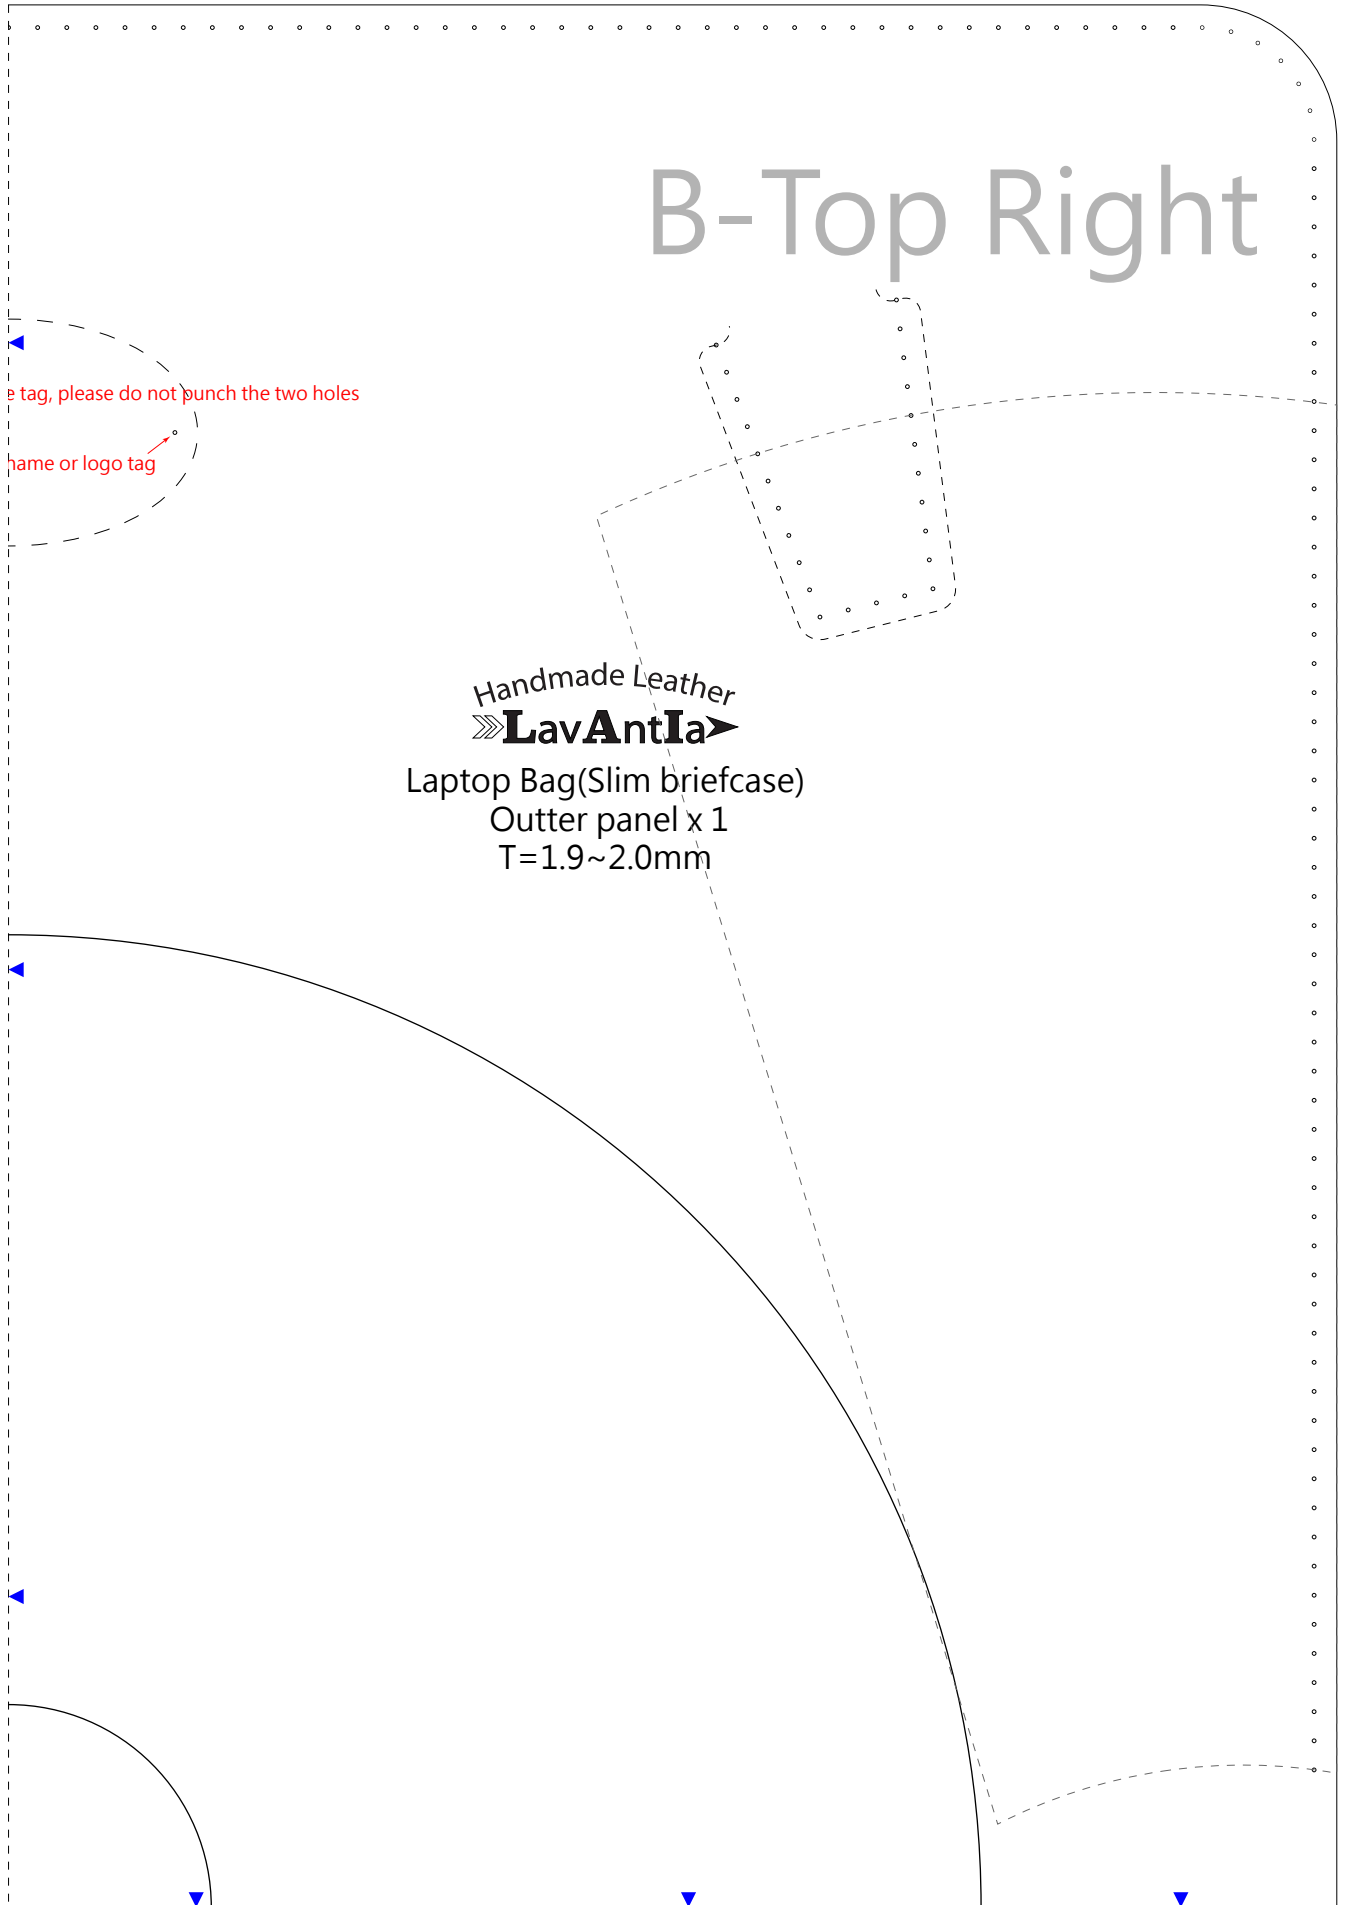 B-Top Right
e tag, please do not punch the two holes
name or logo tag
Handmade Leather
LavAntIa
Laptop Bag(Slim briefcase)
Outter panel x 1
T=1.9~2.0mm